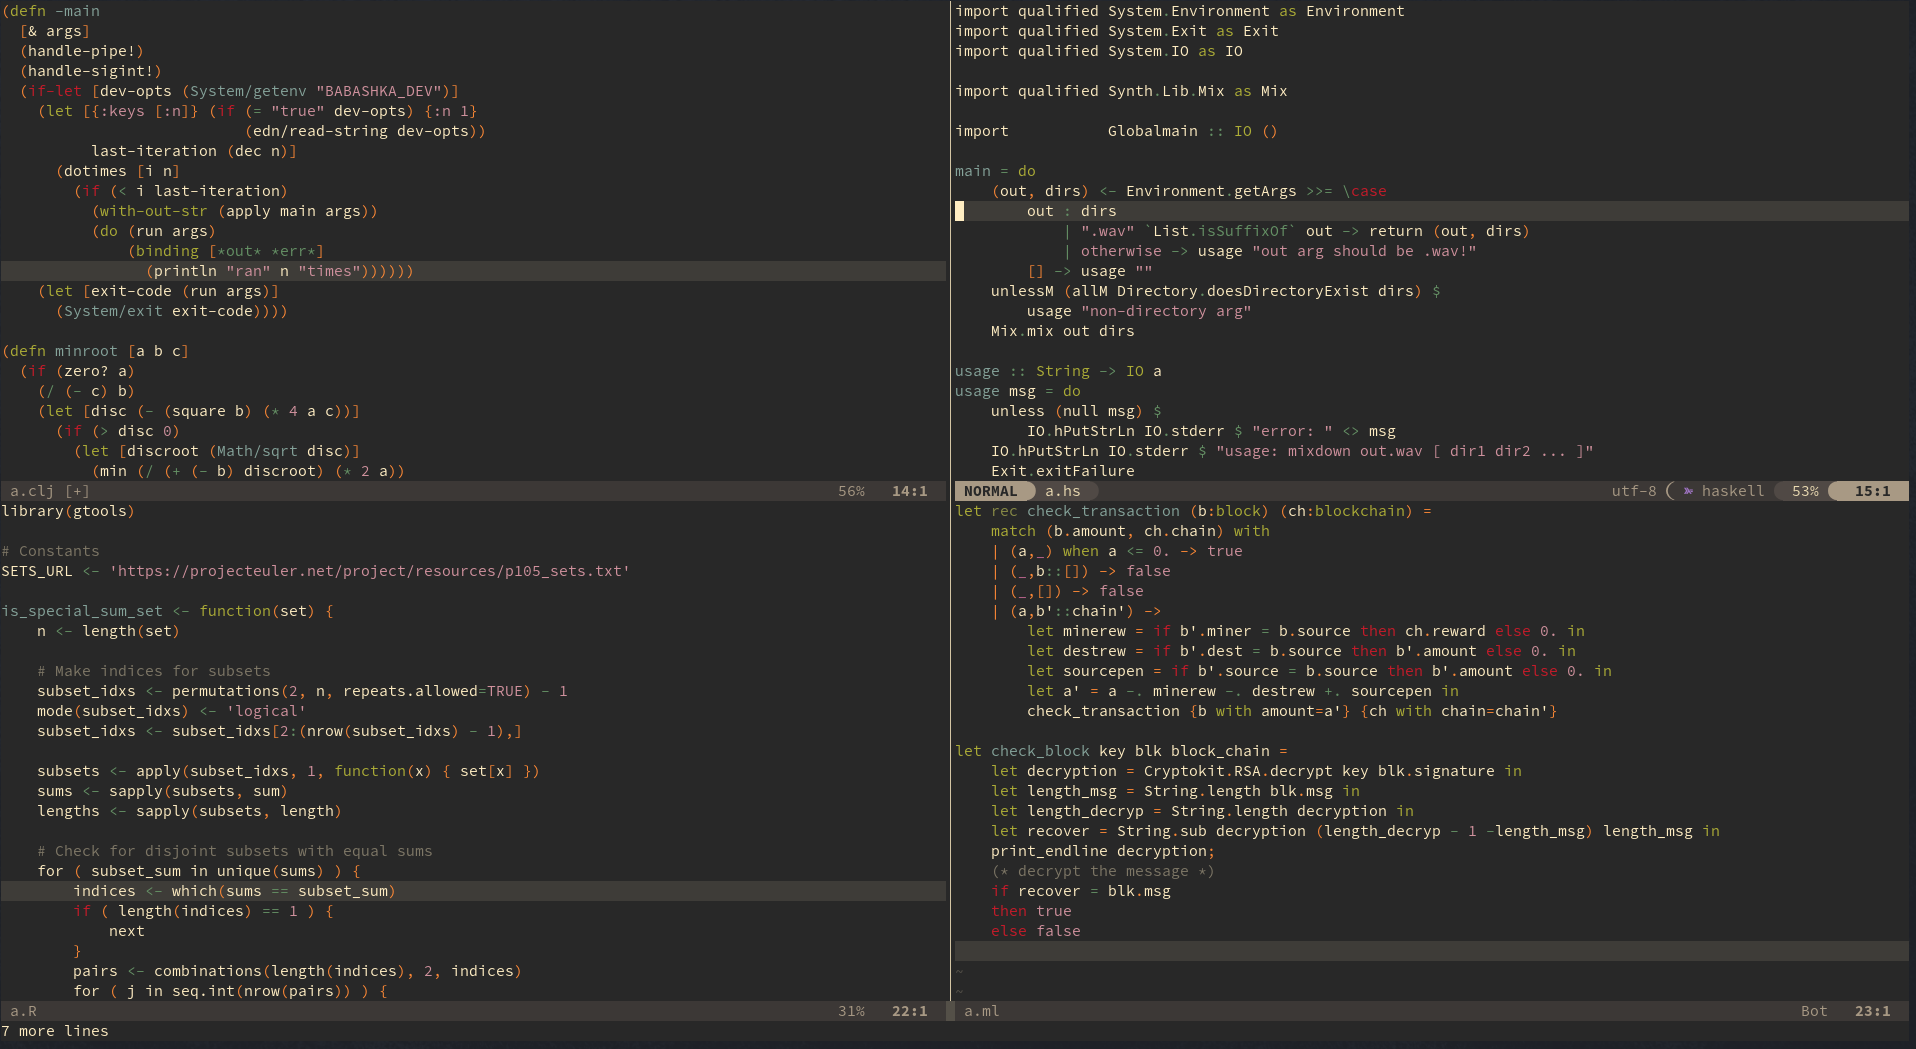 (defn -main
  [& args]
  (handle-pipe!)
  (handle-sigint!)
  (if-let [dev-opts (System/getenv "BABASHKA_DEV")]
    (let [{:keys [:n]} (if (= "true" dev-opts) {:n 1}
                           (edn/read-string dev-opts))
          last-iteration (dec n)]
      (dotimes [i n]
        (if (< i last-iteration)
          (with-out-str (apply main args))
          (do (run args)
              (binding [*out* *err*]
                (println "ran" n "times"))))))
    (let [exit-code (run args)]
      (System/exit exit-code))))

(defn minroot [a b c]
  (if (zero? a)
    (/ (- c) b)
    (let [disc (- (square b) (* 4 a c))]
      (if (> disc 0)
        (let [discroot (Math/sqrt disc)]
          (min (/ (+ (- b) discroot) (* 2 a))
a.clj [+] 56% 14:1
import qualified System.Environment as Environment
import qualified System.Exit as Exit
import qualified System.IO as IO

import qualified Synth.Lib.Mix as Mix

import           Globalmain :: IO ()

main = do
    (out, dirs) <- Environment.getArgs >>= \case
        out : dirs
            | ".wav" `List.isSuffixOf` out -> return (out, dirs)
            | otherwise -> usage "out arg should be .wav!"
        [] -> usage ""
    unlessM (allM Directory.doesDirectoryExist dirs) $
        usage "non-directory arg"
    Mix.mix out dirs

usage :: String -> IO a
usage msg = do
    unless (null msg) $
        IO.hPutStrLn IO.stderr $ "error: " <> msg
    IO.hPutStrLn IO.stderr $ "usage: mixdown out.wav [ dir1 dir2 ... ]"
    Exit.exitFailure
NORMAL a.hs utf-8 haskell 53% 15:1
library(gtools)

# Constants
SETS_URL <- 'https://projecteuler.net/project/resources/p105_sets.txt'

is_special_sum_set <- function(set) {
    n <- length(set)

    # Make indices for subsets
    subset_idxs <- permutations(2, n, repeats.allowed=TRUE) - 1
    mode(subset_idxs) <- 'logical'
    subset_idxs <- subset_idxs[2:(nrow(subset_idxs) - 1),]

    subsets <- apply(subset_idxs, 1, function(x) { set[x] })
    sums <- sapply(subsets, sum)
    lengths <- sapply(subsets, length)

    # Check for disjoint subsets with equal sums
    for ( subset_sum in unique(sums) ) {
        indices <- which(sums == subset_sum)
        if ( length(indices) == 1 ) {
            next
        }
        pairs <- combinations(length(indices), 2, indices)
        for ( j in seq.int(nrow(pairs)) ) {
a.R 31% 22:1
let rec check_transaction (b:block) (ch:blockchain) =
    match (b.amount, ch.chain) with
    | (a,_) when a <= 0. -> true
    | (_,b::[]) -> false
    | (_,[]) -> false
    | (a,b'::chain') ->
        let minerew = if b'.miner = b.source then ch.reward else 0. in
        let destrew = if b'.dest = b.source then b'.amount else 0. in
        let sourcepen = if b'.source = b.source then b'.amount else 0. in
        let a' = a -. minerew -. destrew +. sourcepen in
        check_transaction {b with amount=a'} {ch with chain=chain'}

let check_block key blk block_chain =
    let decryption = Cryptokit.RSA.decrypt key blk.signature in
    let length_msg = String.length blk.msg in
    let length_decryp = String.length decryption in
    let recover = String.sub decryption (length_decryp - 1 -length_msg) length_msg in
    print_endline decryption;
    (* decrypt the message *)
    if recover = blk.msg
    then true
    else false

~
~
a.ml Bot 23:1
7 more lines